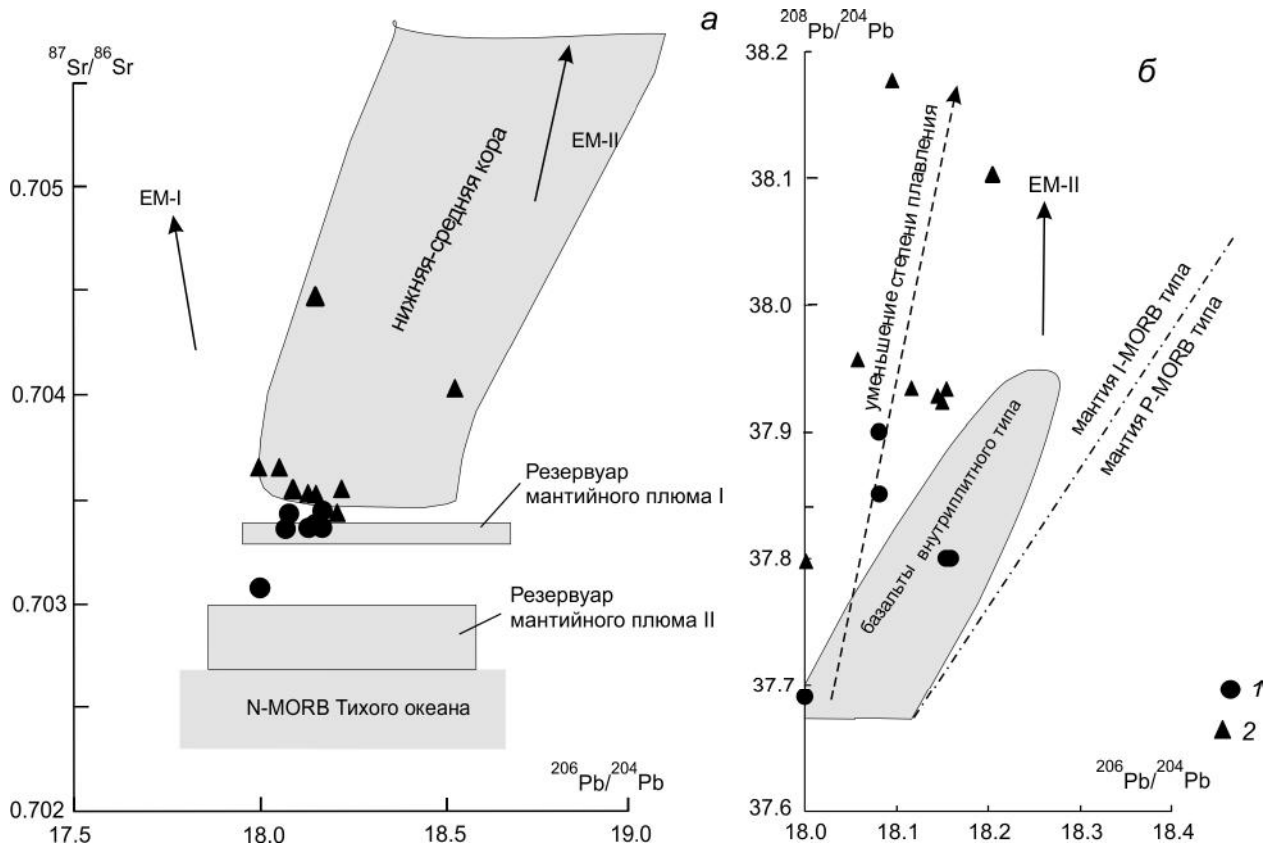 а
⁸⁷Sr/⁸⁶Sr
0.705
0.704
0.703
0.702
17.5
18.0
18.5
19.0
²⁰⁶Pb/²⁰⁴Pb
EM-I
EM-II
нижняя-средняя кора
Резервуар
мантийного плюма I
Резервуар
мантийного плюма II
N-MORB Тихого океана
б
²⁰⁸Pb/²⁰⁴Pb
38.2
38.1
38.0
37.9
37.8
37.7
37.6
18.0
18.1
18.2
18.3
18.4
²⁰⁶Pb/²⁰⁴Pb
уменьшение степени плавления
EM-II
базальты внутриплитного типа
мантия I-MORB типа
мантия P-MORB типа
1
2